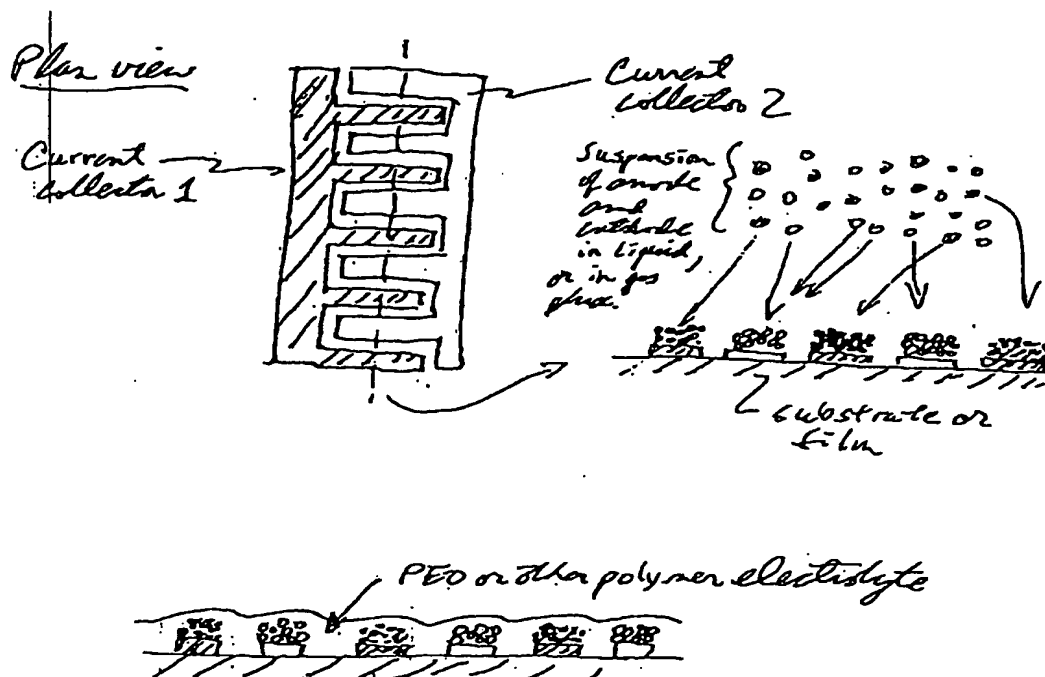 Plan view
Current
collector 2
Current
collector 1
Suspension
of anode
and
cathode
in liquid,
or in gas
substrate or
film
PEO or other polymer electrolyte